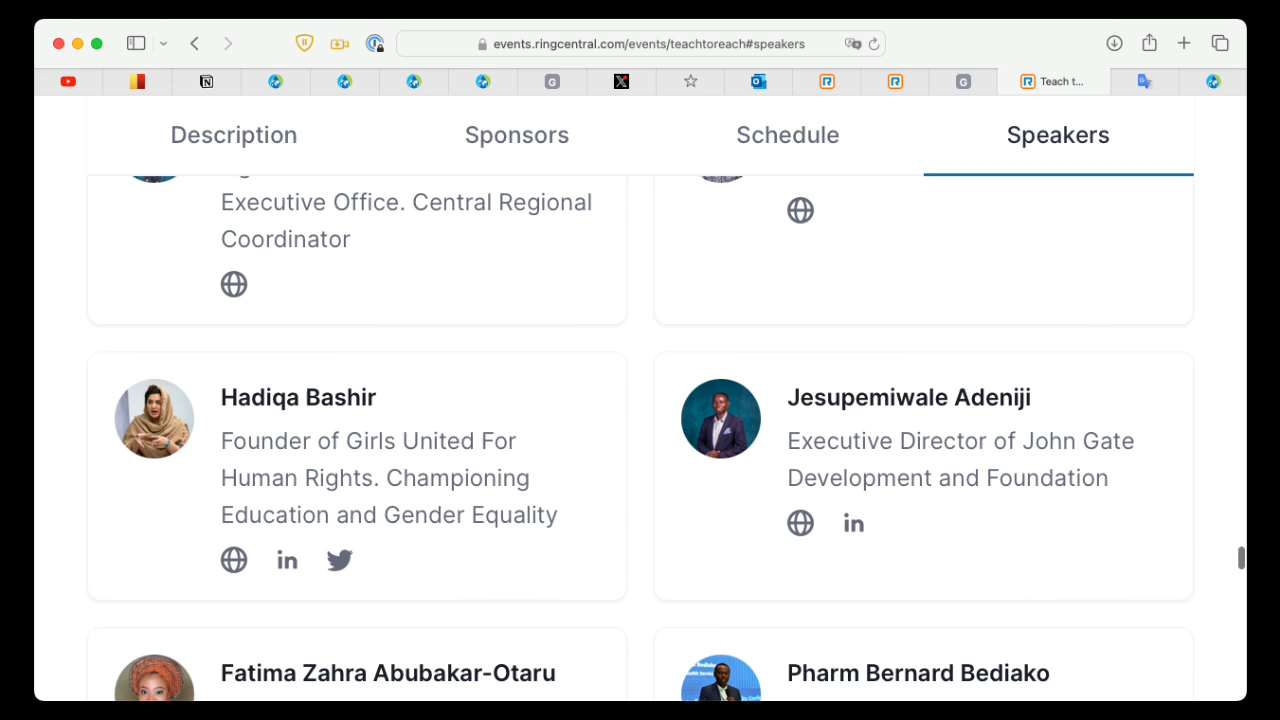 events.ringcentral.com/events/teachtoreach#speakers
Teach t...
Description
Sponsors
Schedule
Speakers
Executive Office. Central Regional
Coordinator
Hadiqa Bashir
Founder of Girls United For
Human Rights. Championing
Education and Gender Equality
in
Jesupemiwale Adeniji
Executive Director of John Gate
Development and Foundation
in
Fatima Zahra Abubakar-Otaru
Pharm Bernard Bediako